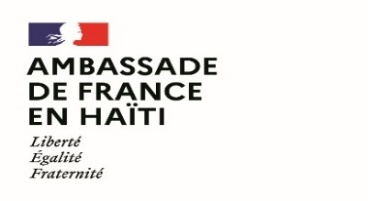 AMBASSADE
DE FRANCE
EN HAÏTI
Liberté
Égalité
Fraternité